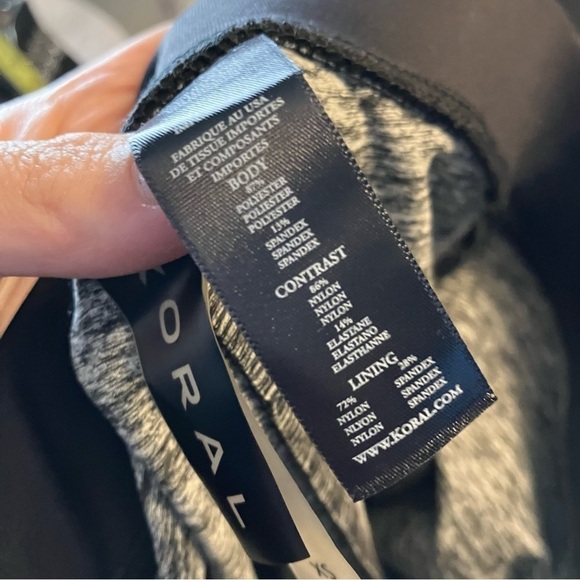 FABRIQUE AU USA
DE TISSUE IMPORTES
ET COMPOSANTS
IMPORTES
BODY
87%
POLYESTER
POLIESTER
POLYESTER
13%
SPANDEX
SPANDEX
SPANDEX
CONTRAST
86%
NYLON
NYLON
NYLON
14%
ELASTANE
ELASTANO
ELASTHANNE
LINING
72% 28%
NYLON SPANDEX
NLYON SPANDEX
NYLON SPANDEX
WWW.KORAL.COM
KORAL